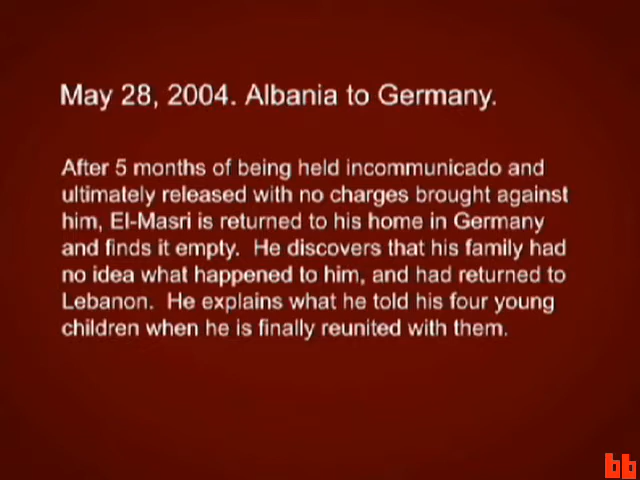 May 28, 2004. Albania to Germany.
After 5 months of being held incommunicado and
ultimately released with no charges brought against
him, El-Masri is returned to his home in Germany
and finds it empty.  He discovers that his family had
no idea what happened to him, and had returned to
Lebanon.  He explains what he told his four young
children when he is finally reunited with them.
bb